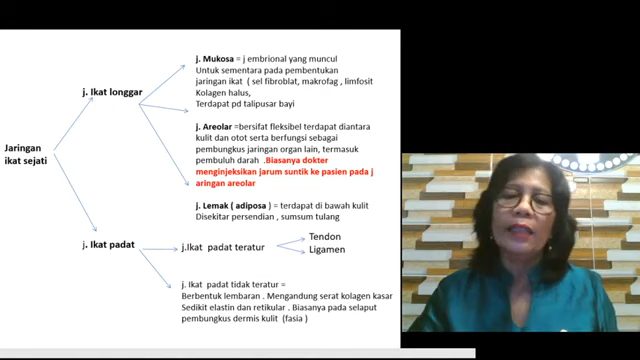 j. Mukosa = j embrional yang muncul
Untuk sementara pada pembentukan
jaringan ikat ( sel fibroblat, makrofag , limfosit
Kolagen halus,
Terdapat pd talipusar bayi
j. Ikat longgar
j. Areolar =bersifat fleksibel terdapat diantara
kulit dan otot serta berfungsi sebagai
pembungkus jaringan organ lain, termasuk
pembuluh darah .Biasanya dokter
menginjeksikan jarum suntik ke pasien pada j
aringan areolar
Jaringan
ikat sejati
j. Lemak ( adiposa ) = terdapat di bawah kulit
Disekitar persendian , sumsum tulang
j. Ikat padat
j.Ikat padat teratur
Tendon
Ligamen
j. Ikat padat tidak teratur =
Berbentuk lembaran . Mengandung serat kolagen kasar
Sedikit elastin dan retikular . Biasanya pada selaput
pembungkus dermis kulit (fasia )